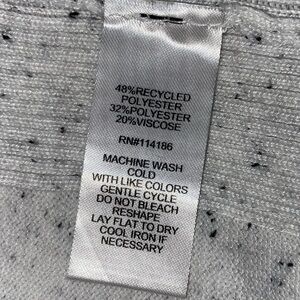 48%RECYCLED
POLYESTER
32%POLYESTER
20%VISCOSE
RN#114186
MACHINE WASH
COLD
WITH LIKE COLORS
GENTLE CYCLE
DO NOT BLEACH
RESHAPE
LAY FLAT TO DRY
COOL IRON IF
NECESSARY